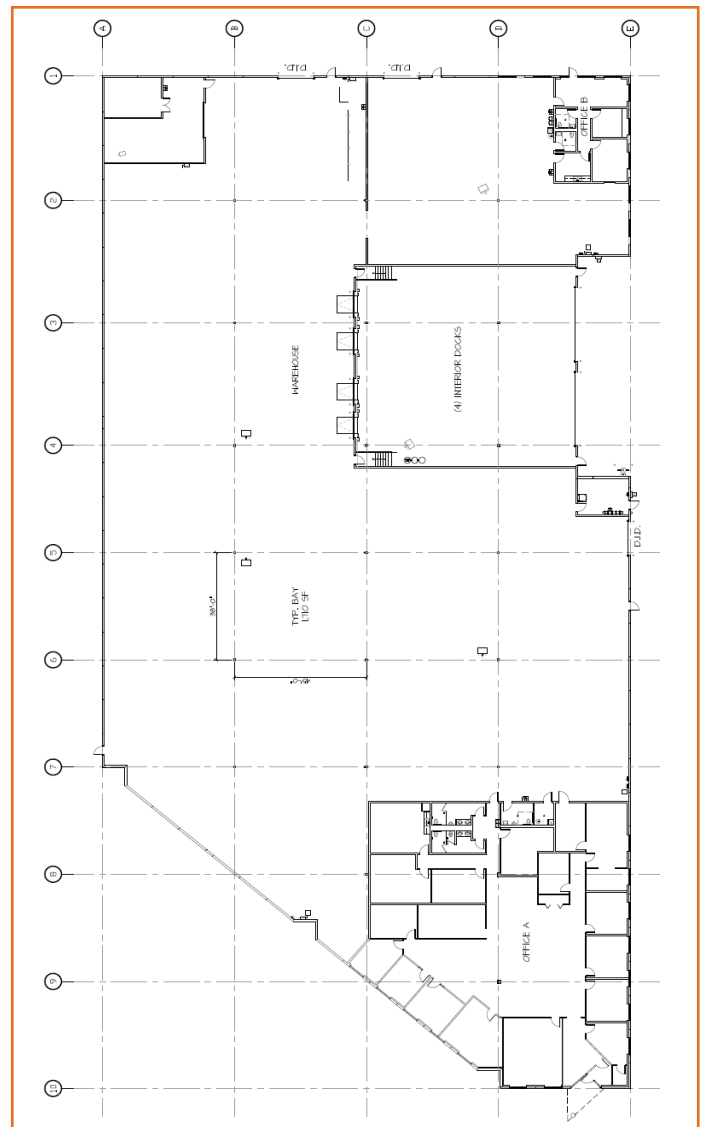 A
B
C
D
E
1
2
3
4
5
6
7
8
9
10
D.I.D.
D.I.D.
OFFICE B
WAREHOUSE
(4) INTERIOR DOCKS
D.I.D.
38'-0"
TYP. BAY
1,710 SF
45'-0"
OFFICE A